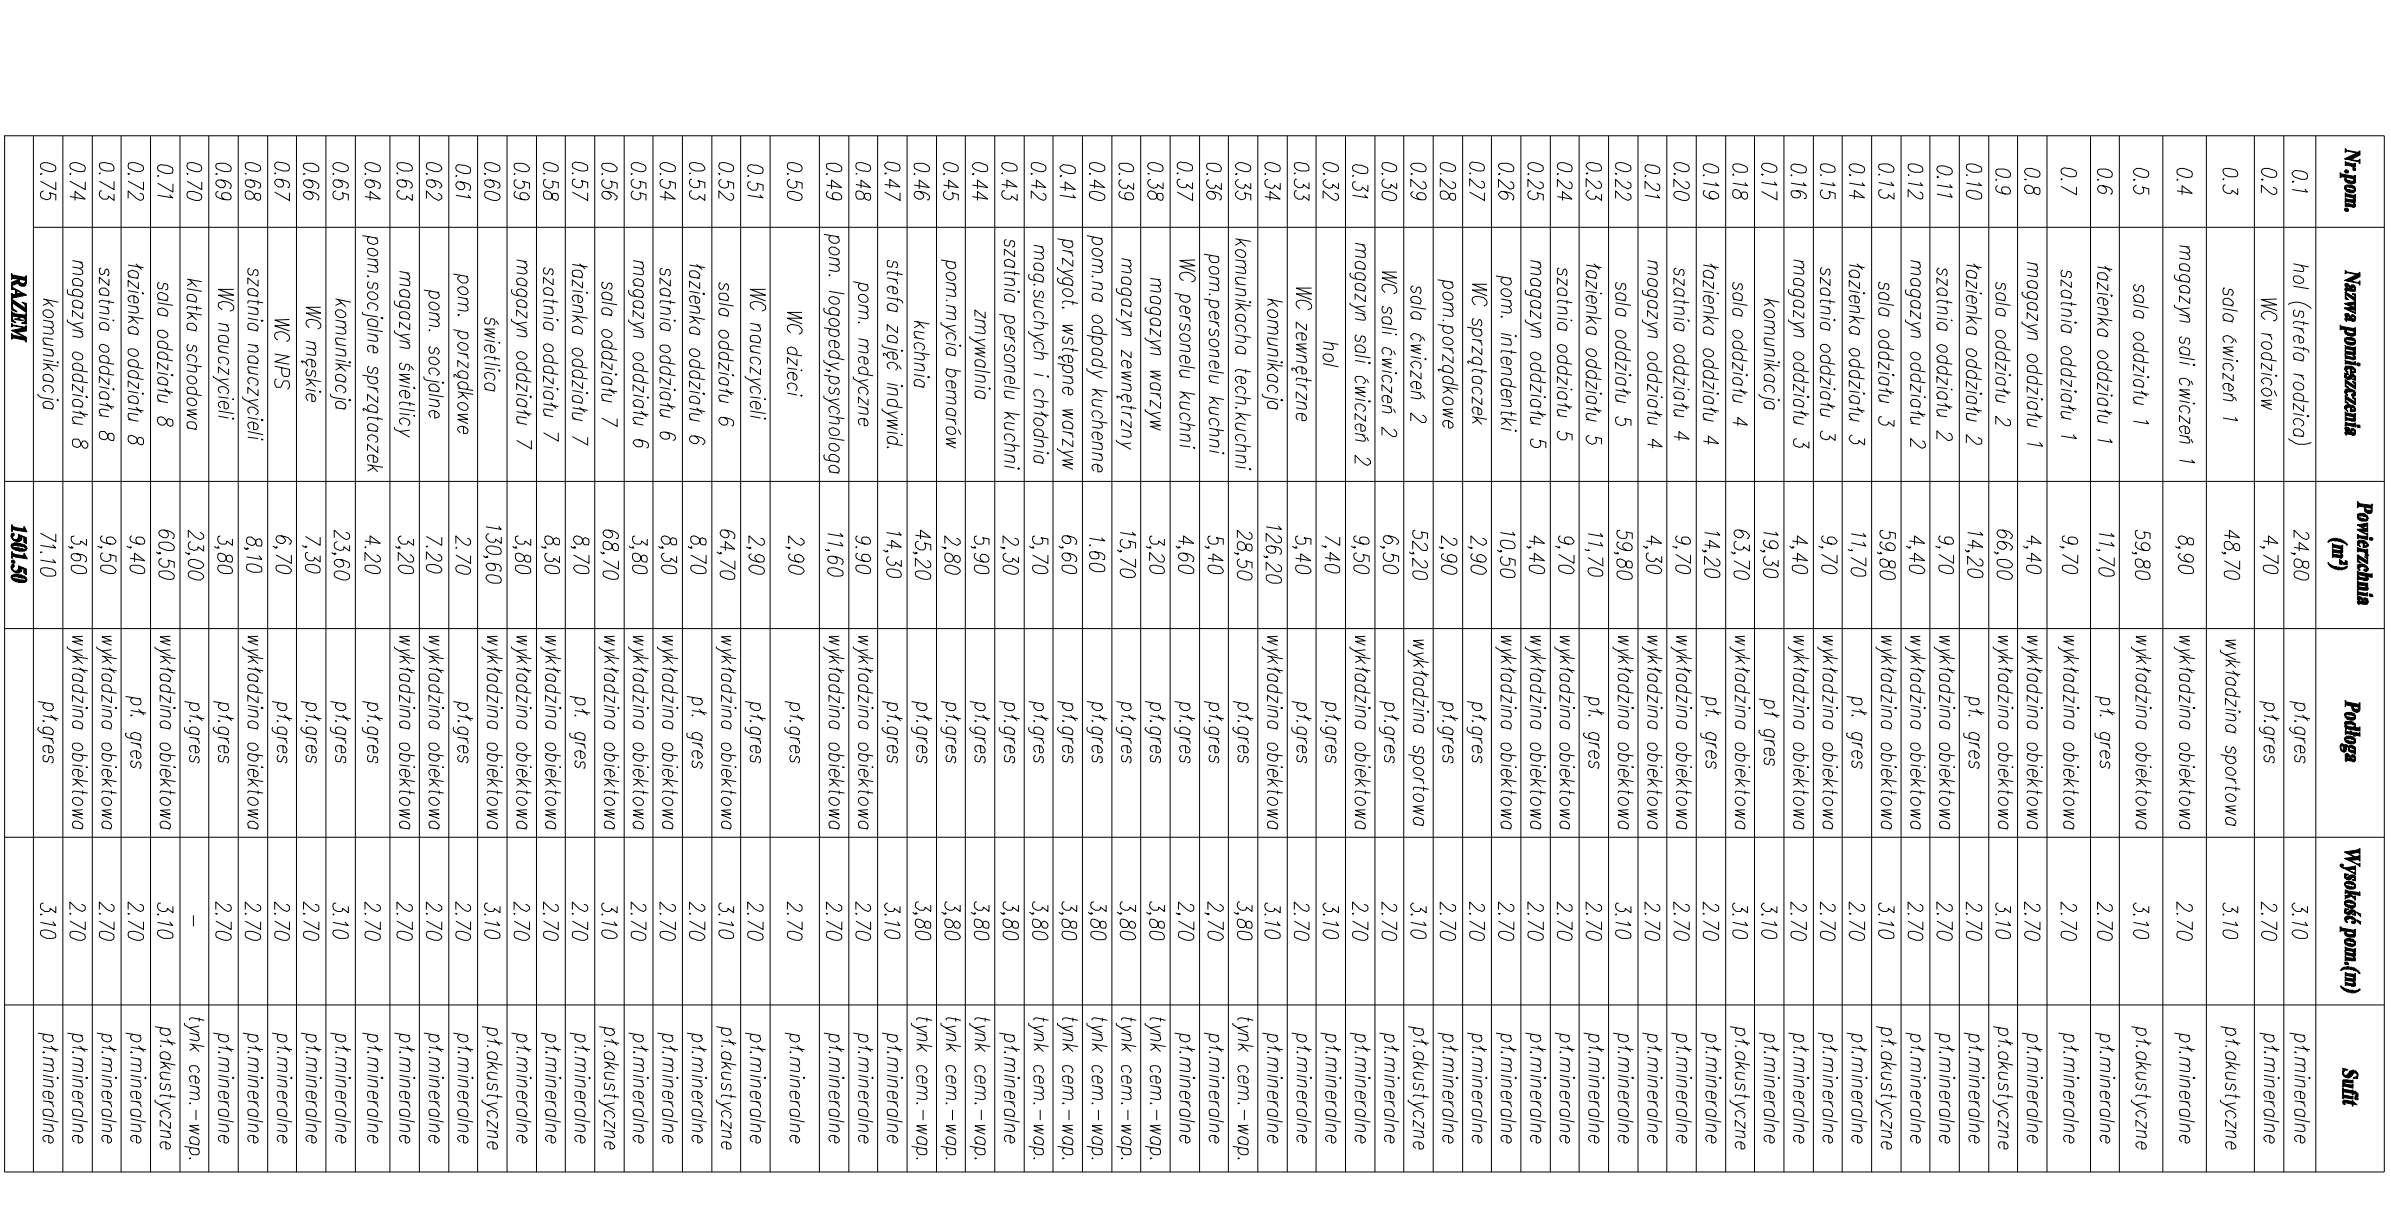 Nr.pom. Nazwa pomieszczenia Powierzchnia (m²) Podłoga Wysokość pom.(m) Sufit
0.1 hol (strefa rodzica) 24,80 pł.gres 3.10 pł.mineralne
0.2 WC rodziców 4,70 pł.gres 2.70 pł.mineralne
0.3 sala ćwiczeń 1 48,70 wykładzina sportowa 3.10 pł.akustyczne
0.4 magazyn sali ćwiczeń 1 8,90 wykładzina obiektowa 2.70 pł.mineralne
0.5 sala oddziału 1 59,80 wykładzina obiektowa 3.10 pł.akustyczne
0.6 łazienka oddziału 1 11,70 pł. gres 2.70 pł.mineralne
0.7 szatnia oddziału 1 9,70 wykładzina obiektowa 2.70 pł.mineralne
0.8 magazyn oddziału 1 4,40 wykładzina obiektowa 2.70 pł.mineralne
0.9 sala oddziału 2 66,00 wykładzina obiektowa 3.10 pł.akustyczne
0.10 łazienka oddziału 2 14,20 pł. gres 2.70 pł.mineralne
0.11 szatnia oddziału 2 9,70 wykładzina obiektowa 2.70 pł.mineralne
0.12 magazyn oddziału 2 4,40 wykładzina obiektowa 2.70 pł.mineralne
0.13 sala oddziału 3 59,80 wykładzina obiektowa 3.10 pł.akustyczne
0.14 łazienka oddziału 3 11,70 pł. gres 2.70 pł.mineralne
0.15 szatnia oddziału 3 9,70 wykładzina obiektowa 2.70 pł.mineralne
0.16 magazyn oddziału 3 4,40 wykładzina obiektowa 2.70 pł.mineralne
0.17 komunikacja 19,30 pł gres 3.10 pł.mineralne
0.18 sala oddziału 4 63,70 wykładzina obiektowa 3.10 pł.akustyczne
0.19 łazienka oddziału 4 14,20 pł. gres 2.70 pł.mineralne
0.20 szatnia oddziału 4 9,70 wykładzina obiektowa 2.70 pł.mineralne
0.21 magazyn oddziału 4 4,30 wykładzina obiektowa 2.70 pł.mineralne
0.22 sala oddziału 5 59,80 wykładzina obiektowa 3.10 pł.mineralne
0.23 łazienka oddziału 5 11,70 pł. gres 2.70 pł.mineralne
0.24 szatnia oddziału 5 9,70 wykładzina obiektowa 2.70 pł.mineralne
0.25 magazyn oddziału 5 4,40 wykładzina obiektowa 2.70 pł.mineralne
0.26 pom. intendentki 10,50 wykładzina obiektowa 2.70 pł.mineralne
0.27 WC sprzątaczek 2,90 pł.gres 2.70 pł.mineralne
0.28 pom.porządkowe 2,90 pł.gres 2.70 pł.mineralne
0.29 sala ćwiczeń 2 52,20 wykładzina sportowa 3.10 pł.akustyczne
0.30 WC sali ćwiczeń 2 6,50 pł.gres 2.70 pł.mineralne
0.31 magazyn sali ćwiczeń 2 9,50 wykładzina obiektowa 2.70 pł.mineralne
0.32 hol 7,40 pł.gres 3.10 pł.mineralne
0.33 WC zewnętrzne 5,40 pł.gres 2.70 pł.mineralne
0.34 komunikacja 126,20 wykładzina obiektowa 3.10 pł.mineralne
0.35 komunikacha tech.kuchni 28,50 pł.gres 3,80 tynk cem.-wap.
0.36 pom.personelu kuchni 5,40 pł.gres 2,70 pł.mineralne
0.37 WC personelu kuchni 4,60 pł.gres 2,70 pł.mineralne
0.38 magazyn warzyw 3,20 pł.gres 3,80 tynk cem.-wap.
0.39 magazyn zewnętrzny 15,70 pł.gres 3,80 tynk cem.-wap.
0.40 pom.na odpady kuchenne 1.60 pł.gres 3,80 tynk cem.-wap.
0.41 przygot. wstępne warzyw 6,60 pł.gres 3,80 tynk cem.-wap.
0.42 mag.suchych i chłodnia 5,70 pł.gres 3,80 tynk cem.-wap.
0.43 szatnia personelu kuchni 2,30 pł.gres 3,80 pł.mineralne
0.44 zmywalnia 5,90 pł.gres 3,80 tynk cem.-wap.
0.45 pom.mycia bemarów 2,80 pł.gres 3,80 tynk cem.-wap.
0.46 kuchnia 45,20 pł.gres 3,80 tynk cem.-wap.
0.47 strefa zajęć indywid. 14,30 pł.gres 3.10 pł.mineralne
0.48 pom. medyczne 9.90 wykładzina obiektowa 2.70 pł.mineralne
0.49 pom. logopedy,psychologa 11,60 wykładzina obiektowa 2.70 pł.mineralne
0.50 WC dzieci 2.90 pł.gres 2.70 pł.mineralne
0.51 WC nauczycieli 2,90 pł.gres 2.70 pł.mineralne
0.52 sala oddziału 6 64,70 wykładzina obiektowa 3.10 pł.akustyczne
0.53 łazienka oddziału 6 8,70 pł. gres 2.70 pł.mineralne
0.54 szatnia oddziału 6 8,30 wykładzina obiektowa 2.70 pł.mineralne
0.55 magazyn oddziału 6 3,80 wykładzina obiektowa 2.70 pł.mineralne
0.56 sala oddziału 7 68,70 wykładzina obiektowa 3.10 pł.akustyczne
0.57 łazienka oddziału 7 8.70 pł. gres 2.70 pł.mineralne
0.58 szatnia oddziału 7 8,30 wykładzina obiektowa 2.70 pł.mineralne
0.59 magazyn oddziału 7 3,80 wykładzina obiektowa 2.70 pł.mineralne
0.60 świetlica 130,60 wykładzina obiektowa 3.10 pł.akustyczne
0.61 pom. porządkowe 2.70 pł.gres 2.70 pł.mineralne
0.62 pom. socjalne 7.20 wykładzina obiektowa 2.70 pł.mineralne
0.63 magazyn świetlicy 3,20 wykładzina obiektowa 2.70 pł.mineralne
0.64 pom.socjalne sprzątaczek 4.20 pł.gres 2.70 pł.mineralne
0.65 komunikacja 23,60 pł.gres 3.10 pł.mineralne
0.66 WC męskie 7,30 pł.gres 2.70 pł.mineralne
0.67 WC NPS 6,70 pł.gres 2.70 pł.mineralne
0.68 szatnia nauczycieli 8,10 wykładzina obiektowa 2.70 pł.mineralne
0.69 WC nauczycieli 3,80 pł.gres 2.70 pł.mineralne
0.70 klatka schodowa 23,00 pł.gres - tynk cem.-wap.
0.71 sala oddziału 8 60,50 wykładzina obiektowa 3.10 pł.akustyczne
0.72 łazienka oddziału 8 9,40 pł. gres 2.70 pł.mineralne
0.73 szatnia oddziału 8 9,50 wykładzina obiektowa 2.70 pł.mineralne
0.74 magazyn oddziału 8 3,60 wykładzina obiektowa 2.70 pł.mineralne
0.75 komunikacja 71.10 pł.gres 3.10 pł.mineralne
RAZEM 1501.50